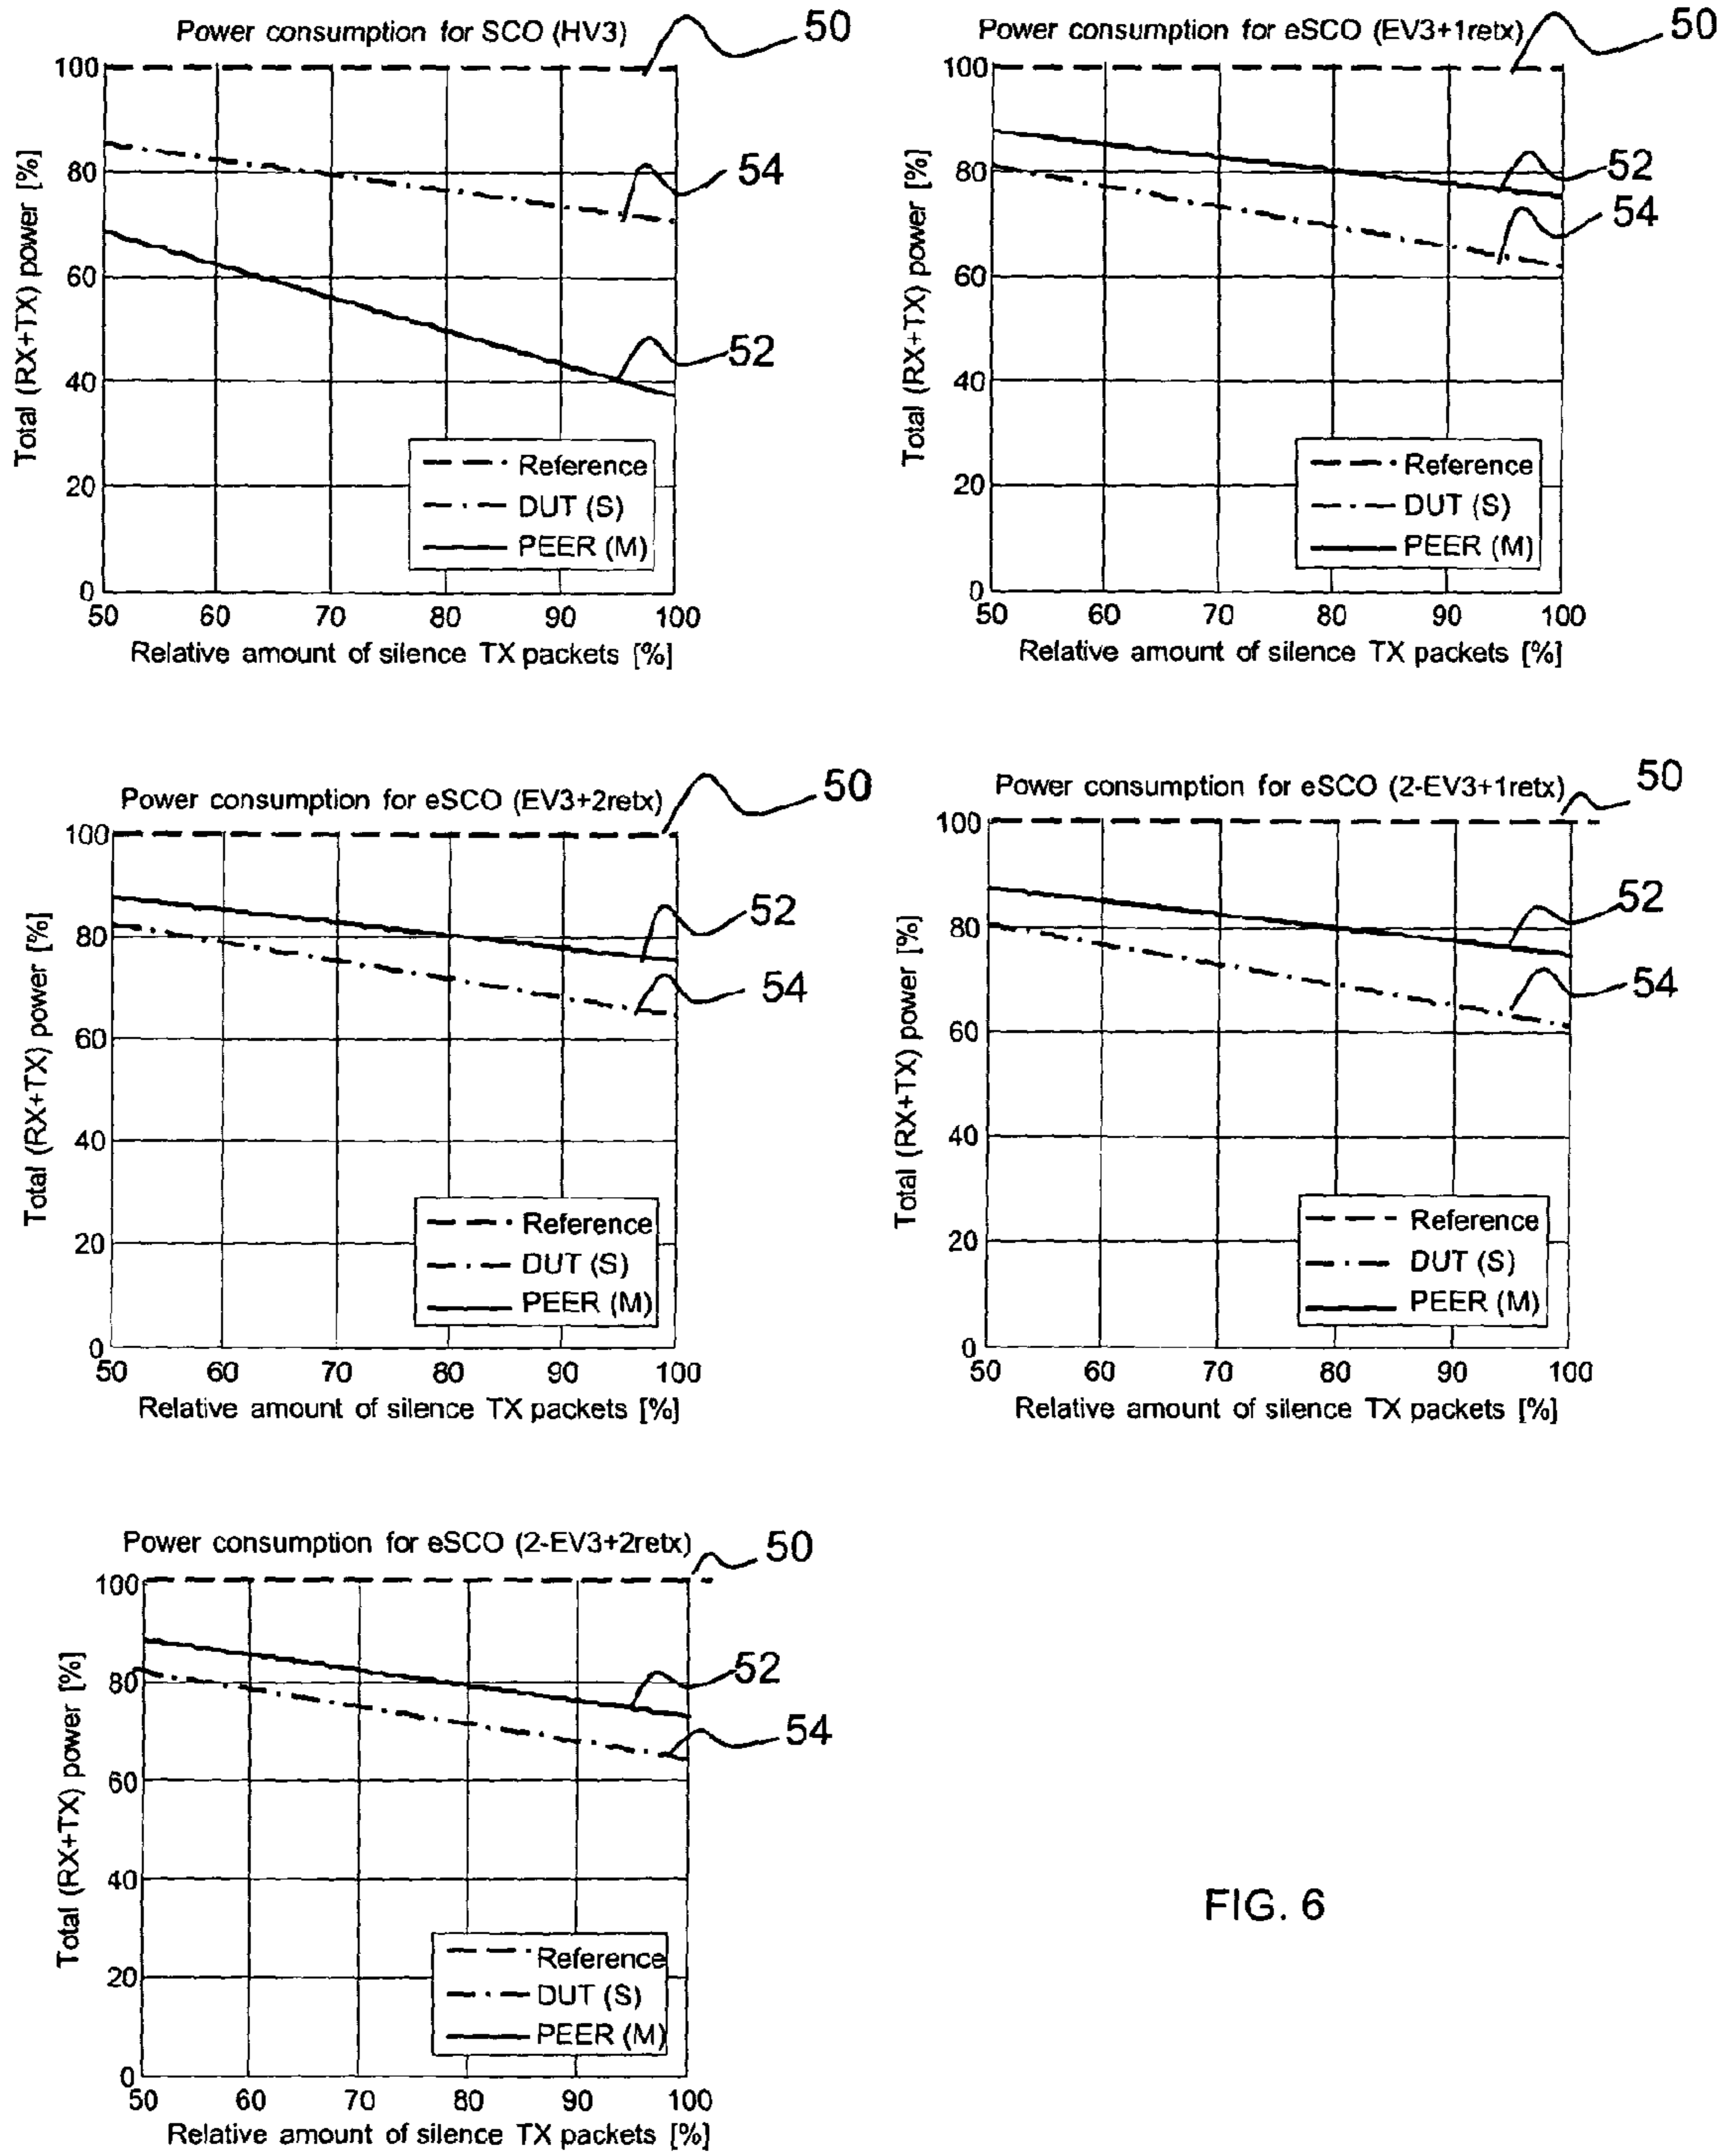 Power consumption for SCO (HV3)
50
100
80
60
40
20
0
Total (RX+TX) power [%]
54
52
Reference
DUT (S)
PEER (M)
50 60 70 80 90 100
Relative amount of silence TX packets [%]
Power consumption for eSCO (EV3+1retx)
50
100
80
60
40
20
0
Total (RX+TX) power [%]
52
54
Reference
DUT (S)
PEER (M)
50 60 70 80 90 100
Relative amount of silence TX packets [%]
Power consumption for eSCO (EV3+2retx)
50
100
80
60
40
20
0
Total (RX+TX) power [%]
52
54
Reference
DUT (S)
PEER (M)
50 60 70 80 90 100
Relative amount of silence TX packets [%]
Power consumption for eSCO (2-EV3+1retx)
50
100
80
60
40
20
0
Total (RX+TX) power [%]
52
54
Reference
DUT (S)
PEER (M)
50 60 70 80 90 100
Relative amount of silence TX packets [%]
Power consumption for eSCO (2-EV3+2retx)
50
100
80
60
40
20
0
Total (RX+TX) power [%]
52
54
Reference
DUT (S)
PEER (M)
50 60 70 80 90 100
Relative amount of silence TX packets [%]
FIG. 6